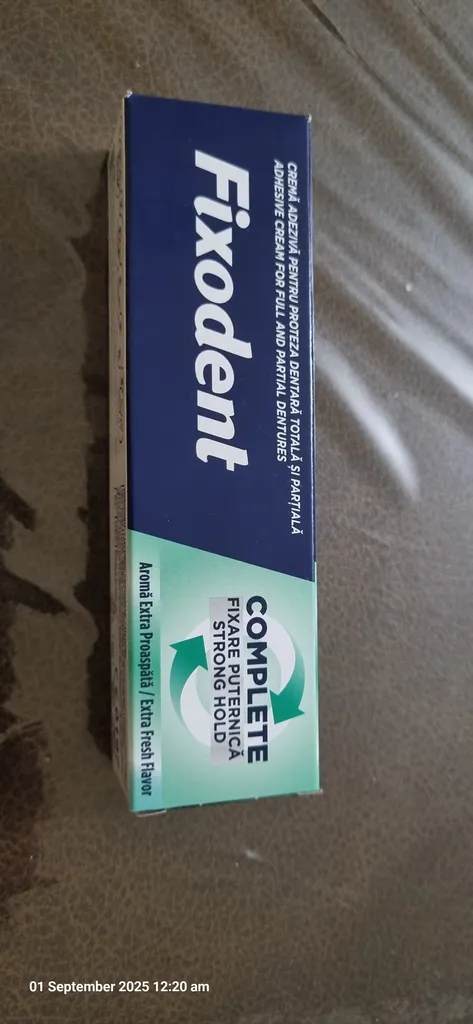 CREMĂ ADEZIVĂ PENTRU PROTEZA DENTARĂ TOTALĂ ȘI PARȚIALĂ
ADHESIVE CREAM FOR FULL AND PARTIAL DENTURES
Fixodent
COMPLETE
FIXARE PUTERNICĂ
STRONG HOLD
Aromă Extra Proaspătă / Extra Fresh Flavor
01 September 2025 12:20 am